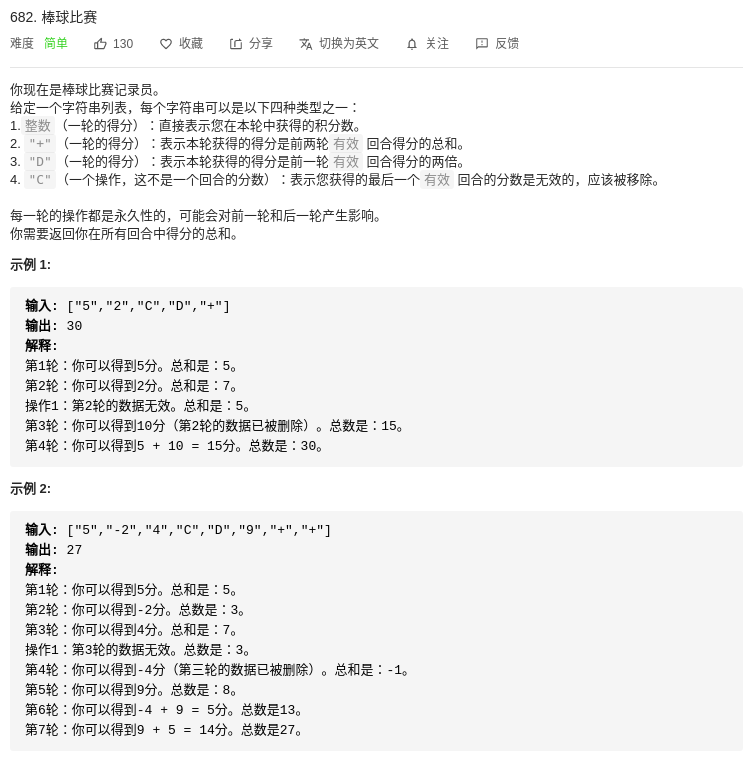 682. 棒球比赛
难度 简单 130 收藏 分享 切换为英文 关注 反馈
你现在是棒球比赛记录员。
给定一个字符串列表，每个字符串可以是以下四种类型之一：
1. 整数 （一轮的得分）：直接表示您在本轮中获得的积分数。
2. "+" （一轮的得分）：表示本轮获得的得分是前两轮 有效 回合得分的总和。
3. "D" （一轮的得分）：表示本轮获得的得分是前一轮 有效 回合得分的两倍。
4. "C" （一个操作，这不是一个回合的分数）：表示您获得的最后一个 有效 回合的分数是无效的，应该被移除。
每一轮的操作都是永久性的，可能会对前一轮和后一轮产生影响。
你需要返回你在所有回合中得分的总和。
示例 1:
输入: ["5","2","C","D","+"]
输出: 30
解释:
第1轮：你可以得到5分。总和是：5。
第2轮：你可以得到2分。总和是：7。
操作1：第2轮的数据无效。总和是：5。
第3轮：你可以得到10分（第2轮的数据已被删除）。总数是：15。
第4轮：你可以得到5 + 10 = 15分。总数是：30。
示例 2:
输入: ["5","-2","4","C","D","9","+","+"]
输出: 27
解释:
第1轮：你可以得到5分。总和是：5。
第2轮：你可以得到-2分。总数是：3。
第3轮：你可以得到4分。总和是：7。
操作1：第3轮的数据无效。总数是：3。
第4轮：你可以得到-4分（第三轮的数据已被删除）。总和是：-1。
第5轮：你可以得到9分。总数是：8。
第6轮：你可以得到-4 + 9 = 5分。总数是13。
第7轮：你可以得到9 + 5 = 14分。总数是27。